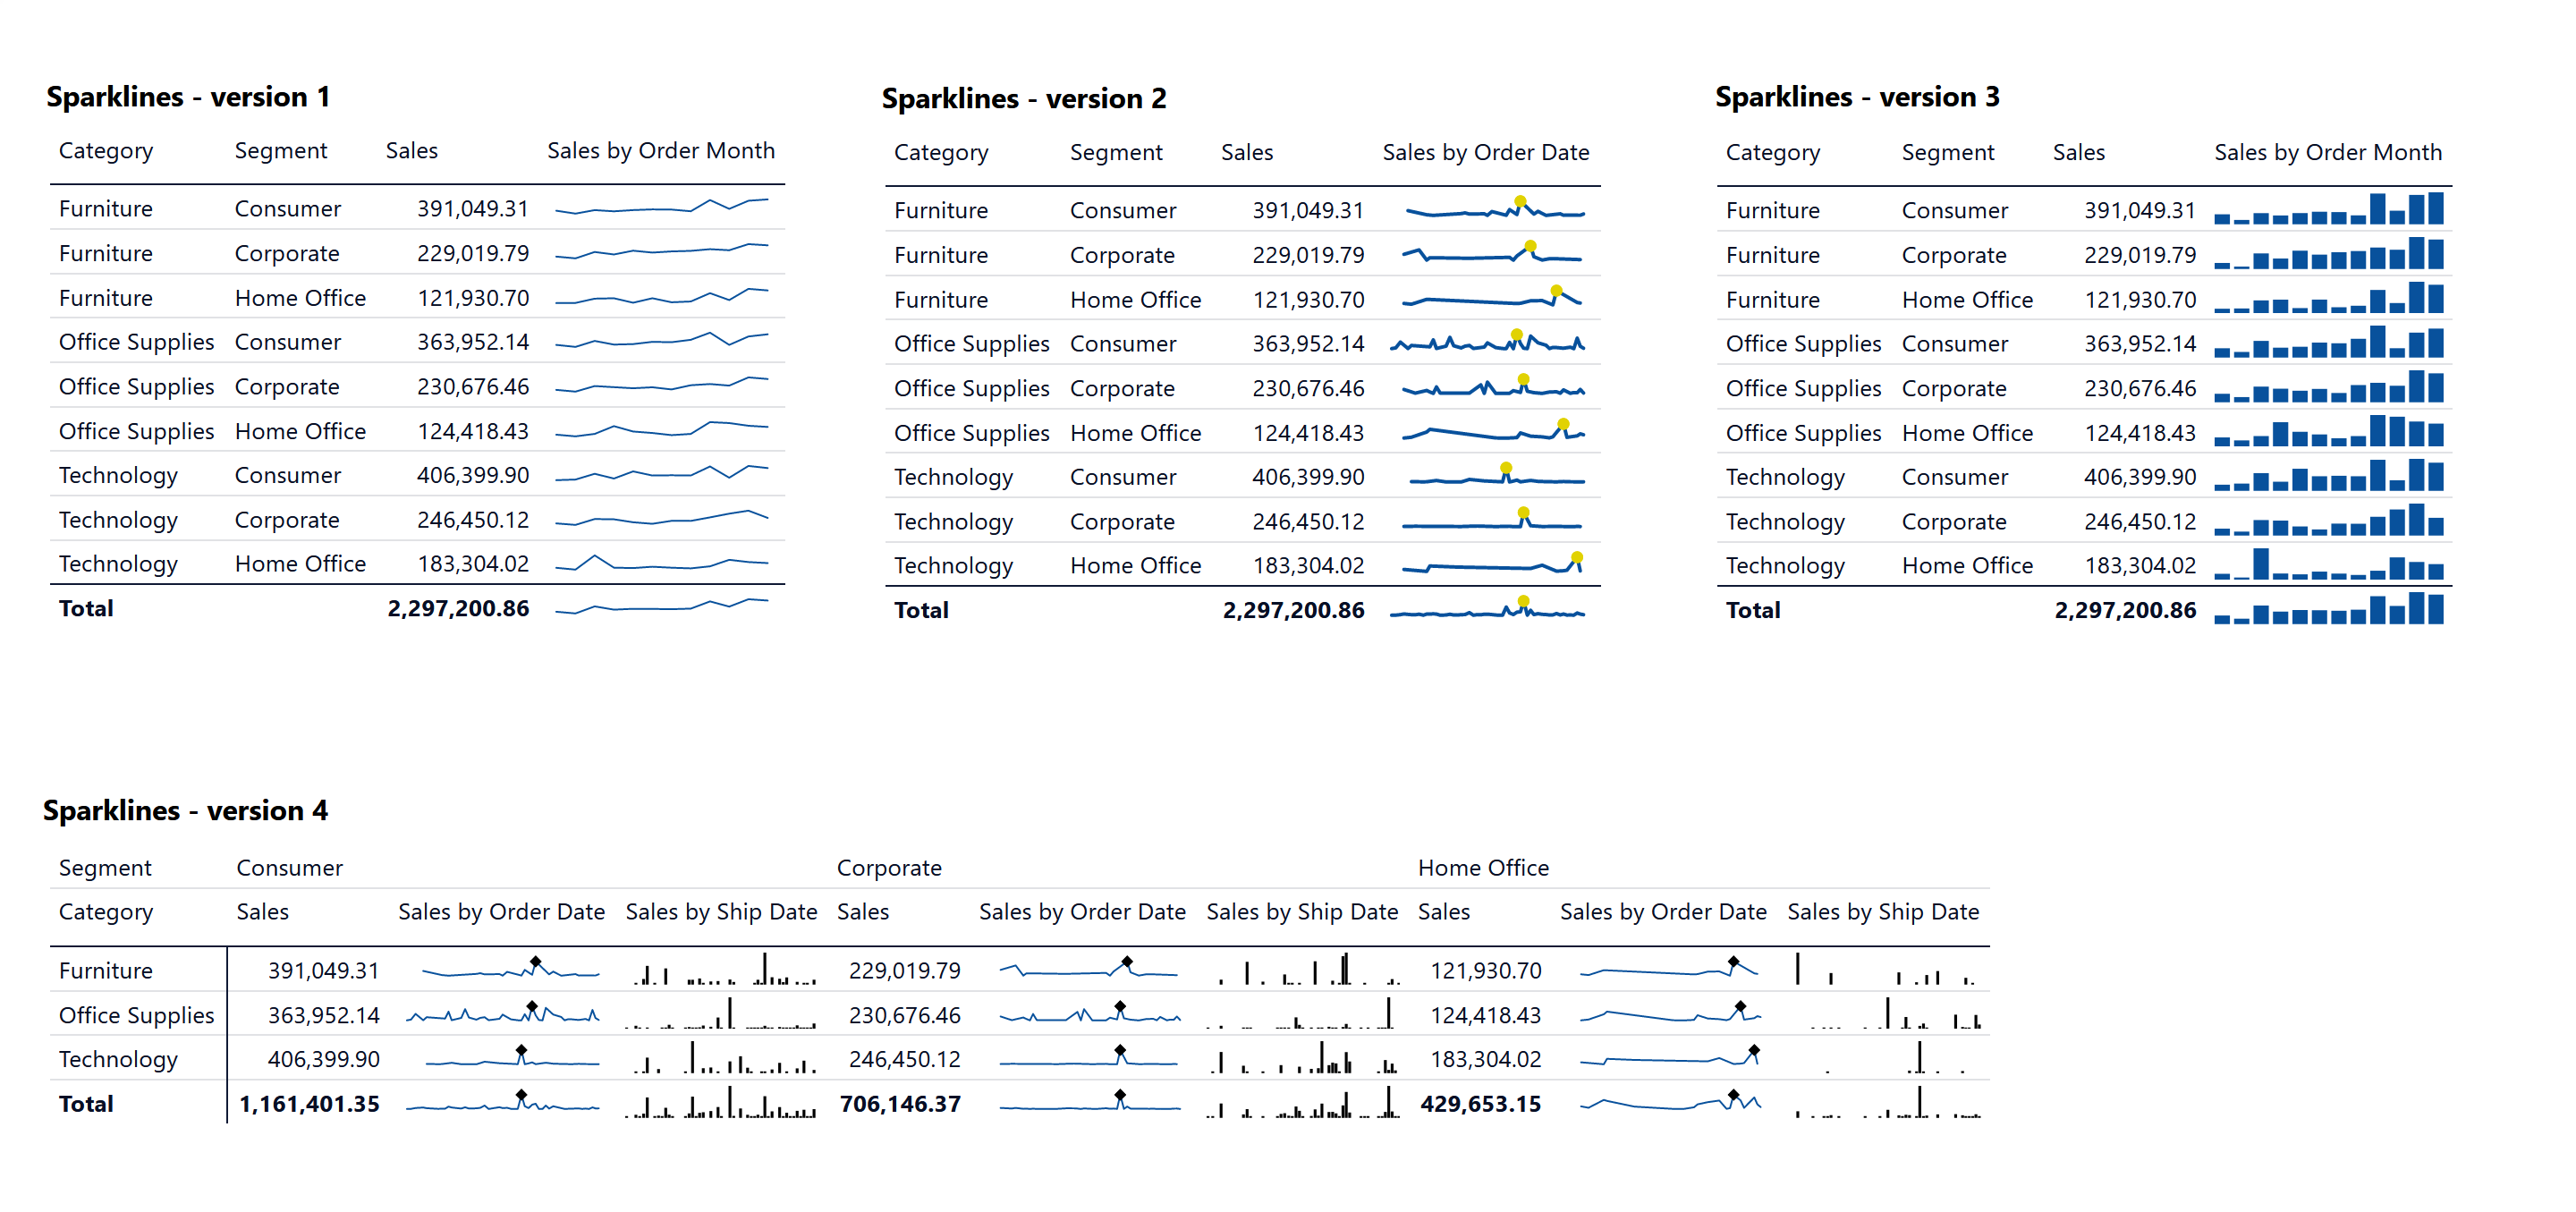 Sparklines - version 1
Category Segment Sales Sales by Order Month
Furniture Consumer 391,049.31
Furniture Corporate 229,019.79
Furniture Home Office 121,930.70
Office Supplies Consumer 363,952.14
Office Supplies Corporate 230,676.46
Office Supplies Home Office 124,418.43
Technology Consumer 406,399.90
Technology Corporate 246,450.12
Technology Home Office 183,304.02
Total 2,297,200.86
Sparklines - version 2
Category Segment Sales Sales by Order Date
Furniture Consumer 391,049.31
Furniture Corporate 229,019.79
Furniture Home Office 121,930.70
Office Supplies Consumer 363,952.14
Office Supplies Corporate 230,676.46
Office Supplies Home Office 124,418.43
Technology Consumer 406,399.90
Technology Corporate 246,450.12
Technology Home Office 183,304.02
Total 2,297,200.86
Sparklines - version 3
Category Segment Sales Sales by Order Month
Furniture Consumer 391,049.31
Furniture Corporate 229,019.79
Furniture Home Office 121,930.70
Office Supplies Consumer 363,952.14
Office Supplies Corporate 230,676.46
Office Supplies Home Office 124,418.43
Technology Consumer 406,399.90
Technology Corporate 246,450.12
Technology Home Office 183,304.02
Total 2,297,200.86
Sparklines - version 4
Segment Consumer Corporate Home Office
Category Sales Sales by Order Date Sales by Ship Date Sales Sales by Order Date Sales by Ship Date Sales Sales by Order Date Sales by Ship Date
Furniture 391,049.31 229,019.79 121,930.70
Office Supplies 363,952.14 230,676.46 124,418.43
Technology 406,399.90 246,450.12 183,304.02
Total 1,161,401.35 706,146.37 429,653.15